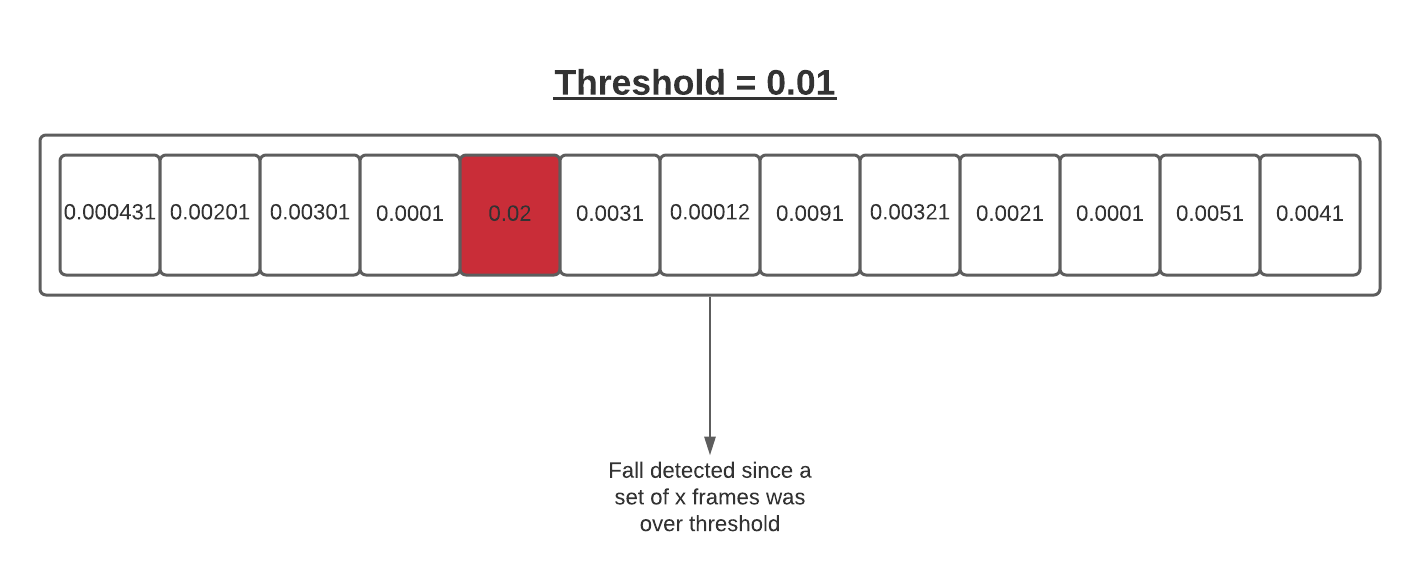 Threshold = 0.01
0.000431 0.00201 0.00301 0.0001 0.02 0.0031 0.00012 0.0091 0.00321 0.0021 0.0001 0.0051 0.0041
Fall detected since a
set of x frames was
over threshold